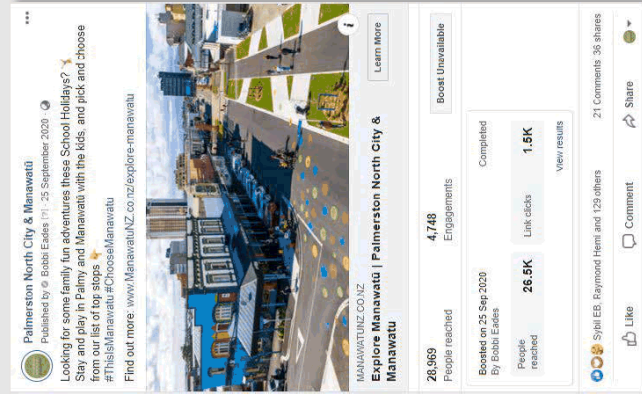 Palmerston North City & Manawatū
Published by Bobbi Eades [?] · 25 September 2020 ·
Looking for some family fun adventures these School Holidays?
Stay and play in Palmy and Manawatū with the kids, and pick and choose
from our list of top stops
#ThisIsManawatu #ChooseManawatu
Find out more: www.ManawatuNZ.co.nz/explore-manawatu
MANAWATUNZ.CO.NZ
Explore Manawatū | Palmerston North City &
Manawatu
Learn More
28,969
People reached
4,748
Engagements
Boost Unavailable
Boosted on 25 Sep 2020
By Bobbi Eades
Completed
People
reached
26.5K
Link clicks
1.5K
View results
Sybil EB, Raymond Hemi and 129 others
21 Comments 36 shares
Like
Comment
Share